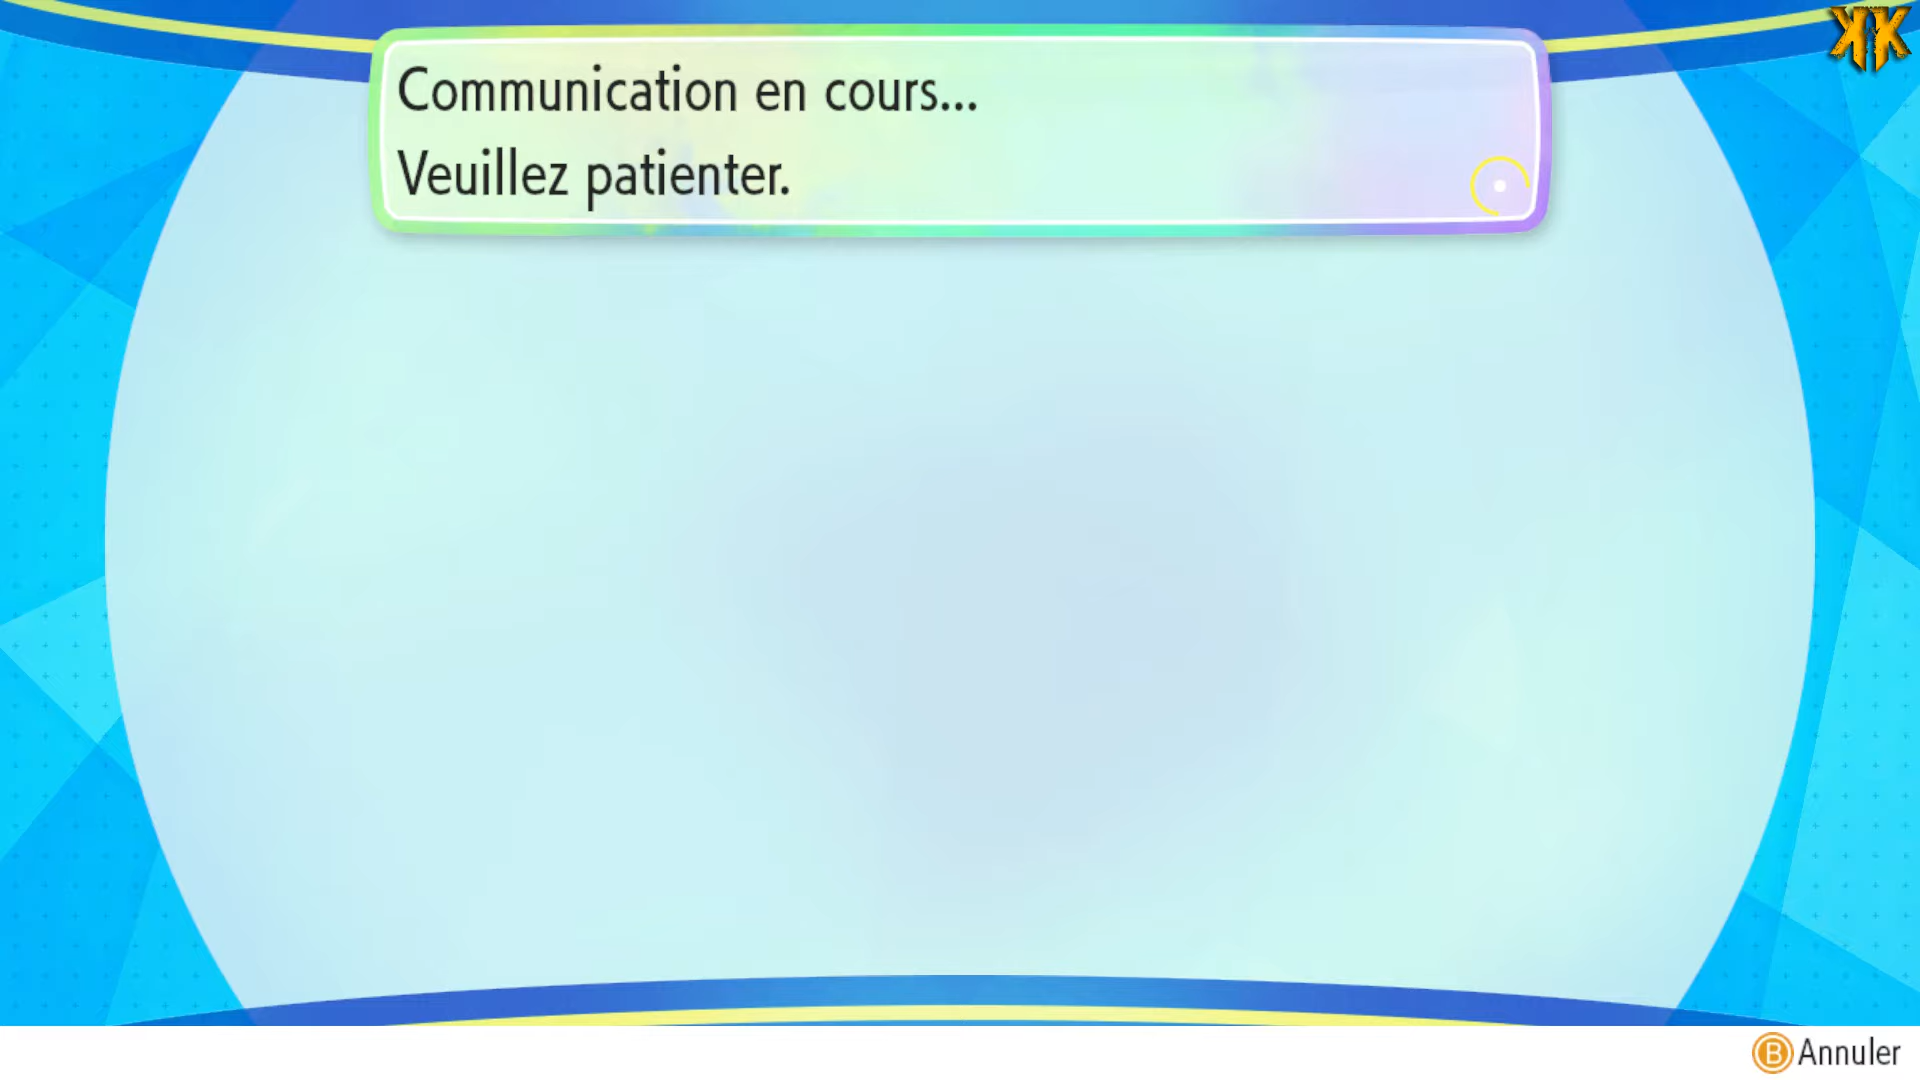 Communication en cours...
Veuillez patienter.
B Annuler